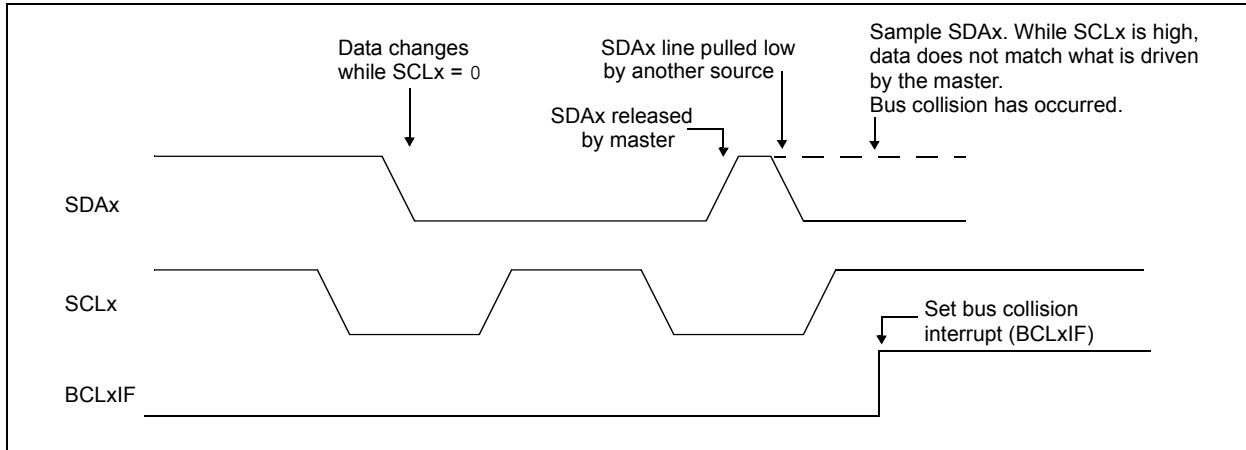 Data changes
while SCLx = 0
SDAx line pulled low
by another source
SDAx released
by master
Sample SDAx. While SCLx is high,
data does not match what is driven
by the master.
Bus collision has occurred.
SDAx
SCLx
Set bus collision
interrupt (BCLxIF)
BCLxIF